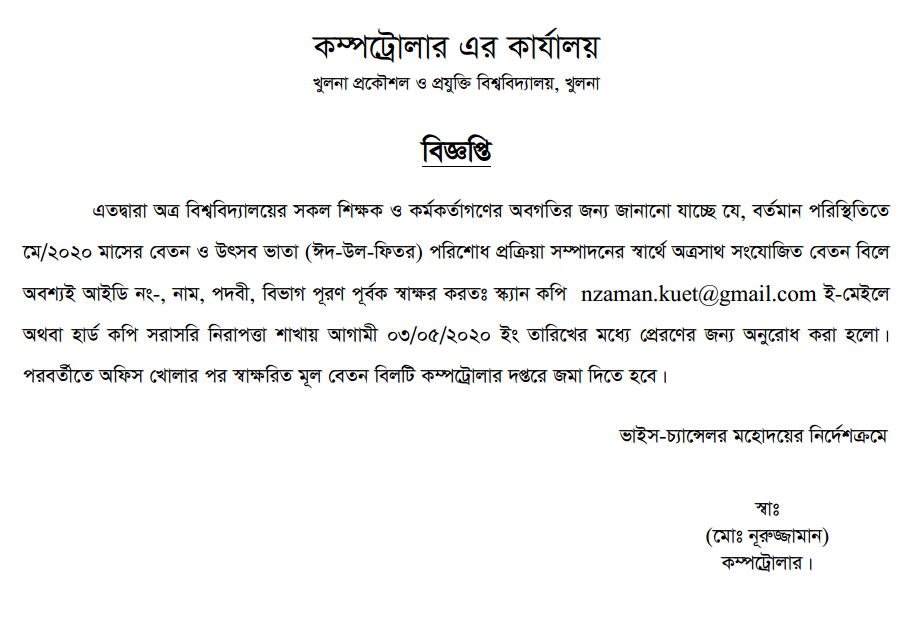 কম্পট্রোলার এর কার্যালয়
খুলনা প্রকৌশল ও প্রযুক্তি বিশ্ববিদ্যালয়, খুলনা
বিজ্ঞপ্তি
এতদ্বারা অত্র বিশ্ববিদ্যালয়ের সকল শিক্ষক ও কর্মকর্তাগণের অবগতির জন্য জানানো যাচ্ছে যে, বর্তমান পরিস্থিতিতে
মে/২০২০ মাসের বেতন ও উৎসব ভাতা (ঈদ-উল-ফিতর) পরিশোধ প্রক্রিয়া সম্পাদনের স্বার্থে অত্রসাথ সংযোজিত বেতন বিলে
অবশ্যই আইডি নং-, নাম, পদবী, বিভাগ পূরণ পূর্বক স্বাক্ষর করতঃ স্ক্যান কপি nzaman.kuet@gmail.com ই-মেইলে
অথবা হার্ড কপি সরাসরি নিরাপত্তা শাখায় আগামী ০৩/০৫/২০২০ ইং তারিখের মধ্যে প্রেরণের জন্য অনুরোধ করা হলো।
পরবর্তীতে অফিস খোলার পর স্বাক্ষরিত মূল বেতন বিলটি কম্পট্রোলার দপ্তরে জমা দিতে হবে।
ভাইস-চ্যান্সেলর মহোদয়ের নির্দেশক্রমে
স্বাঃ
(মোঃ নূরুজ্জামান)
কম্পট্রোলার।